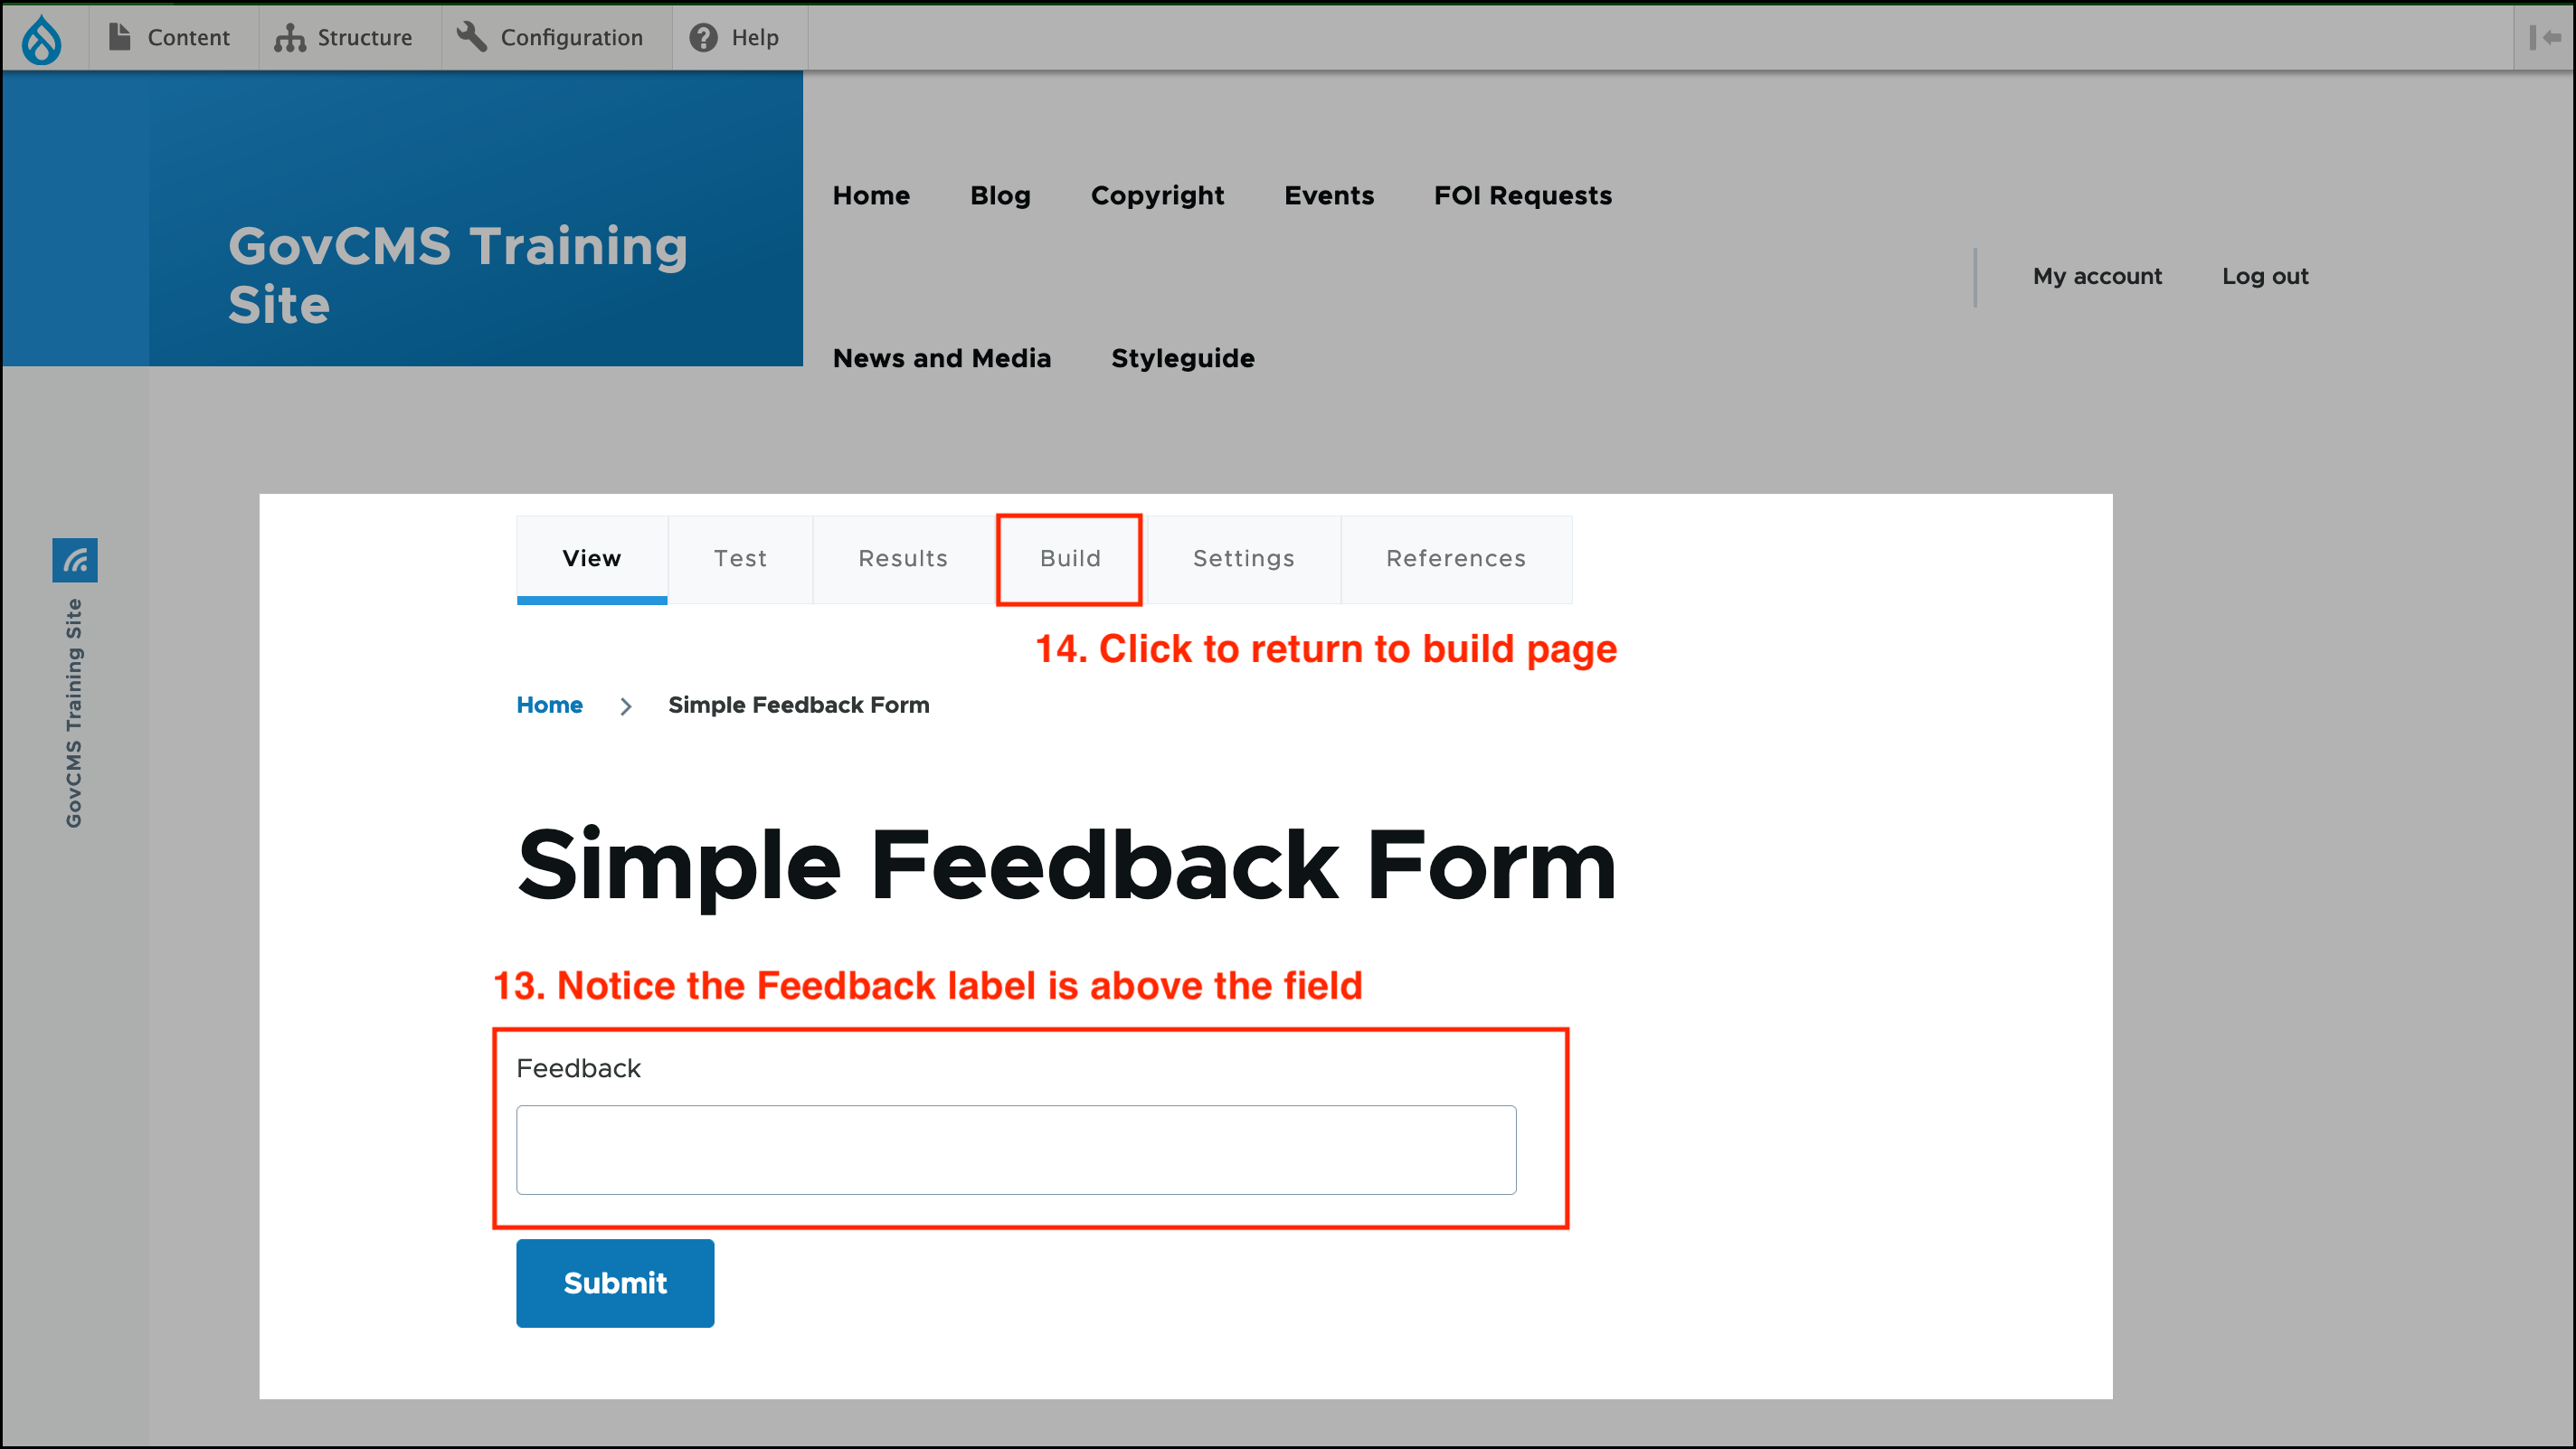 Content Structure Configuration Help
GovCMS Training
Site
Home Blog Copyright Events FOI Requests
My account Log out
News and Media Styleguide
GovCMS Training Site
View Test Results Build Settings References
14. Click to return to build page
Home > Simple Feedback Form
Simple Feedback Form
13. Notice the Feedback label is above the field
Feedback
Submit